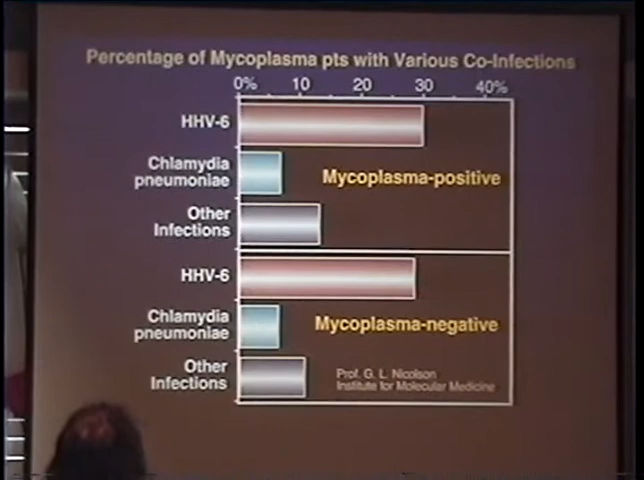 Percentage of Mycoplasma pts with Various Co-Infections
0% 10 20 30 40%
HHV-6
Chlamydia
pneumoniae
Mycoplasma-positive
Other
Infections
HHV-6
Chlamydia
pneumoniae
Mycoplasma-negative
Other
Infections
Prof. G. L. Nicolson
Institute for Molecular Medicine